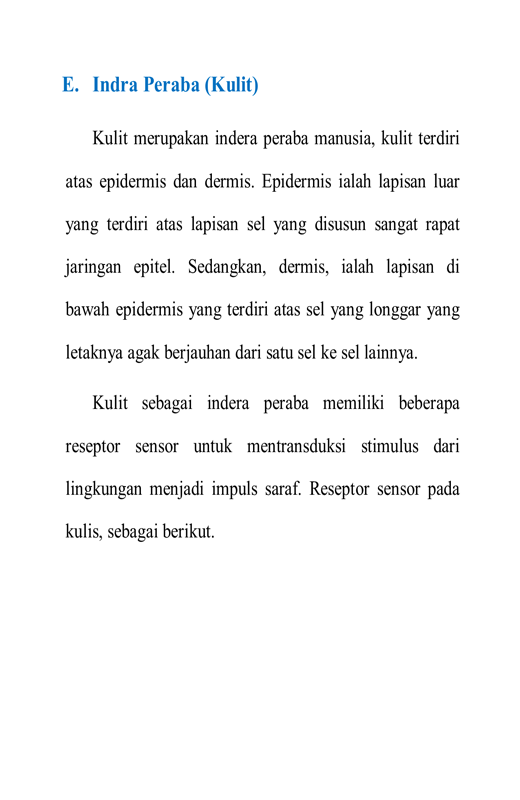 E. Indra Peraba (Kulit)
Kulit merupakan indera peraba manusia, kulit terdiri
atas epidermis dan dermis. Epidermis ialah lapisan luar
yang terdiri atas lapisan sel yang disusun sangat rapat
jaringan epitel. Sedangkan, dermis, ialah lapisan di
bawah epidermis yang terdiri atas sel yang longgar yang
letaknya agak berjauhan dari satu sel ke sel lainnya.
Kulit sebagai indera peraba memiliki beberapa
reseptor sensor untuk mentransduksi stimulus dari
lingkungan menjadi impuls saraf. Reseptor sensor pada
kulis, sebagai berikut.